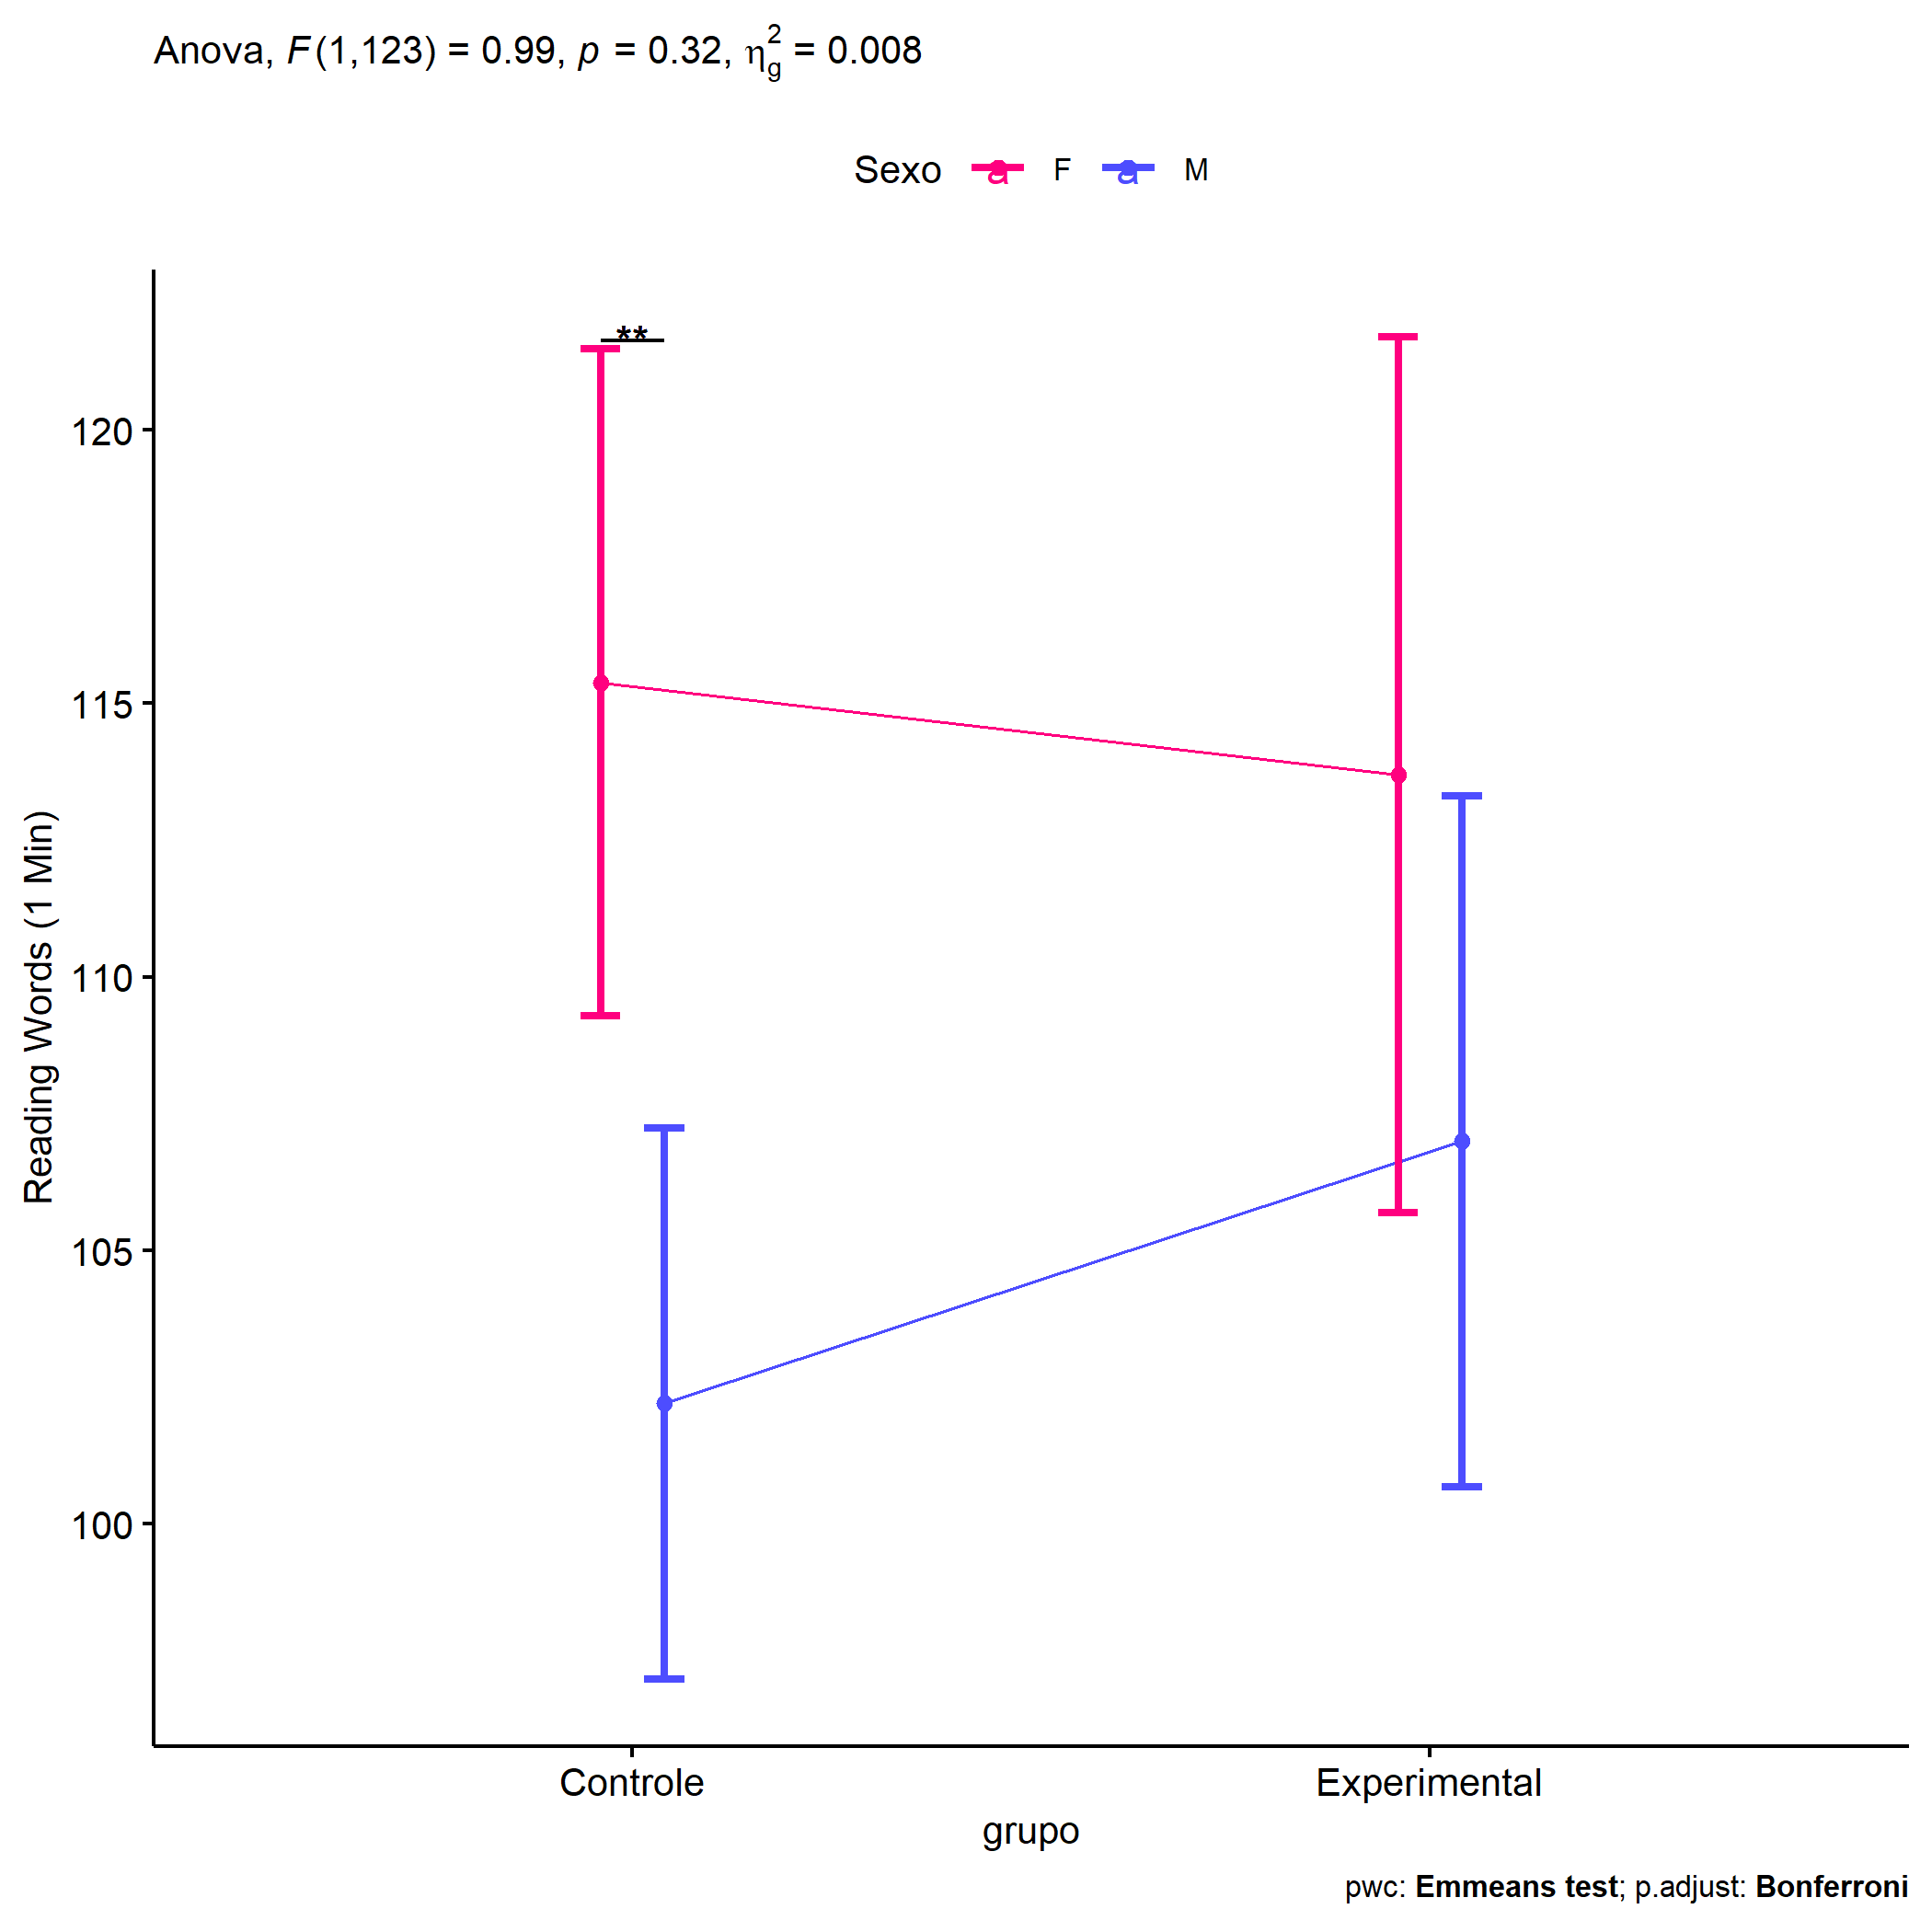 Anova, F(1,123) = 0.99, p = 0.32, η²g = 0.008
Sexo a F a M
**
120
115
110
105
100
Reading Words (1 Min)
Controle Experimental
grupo
pwc: Emmeans test; p.adjust: Bonferroni